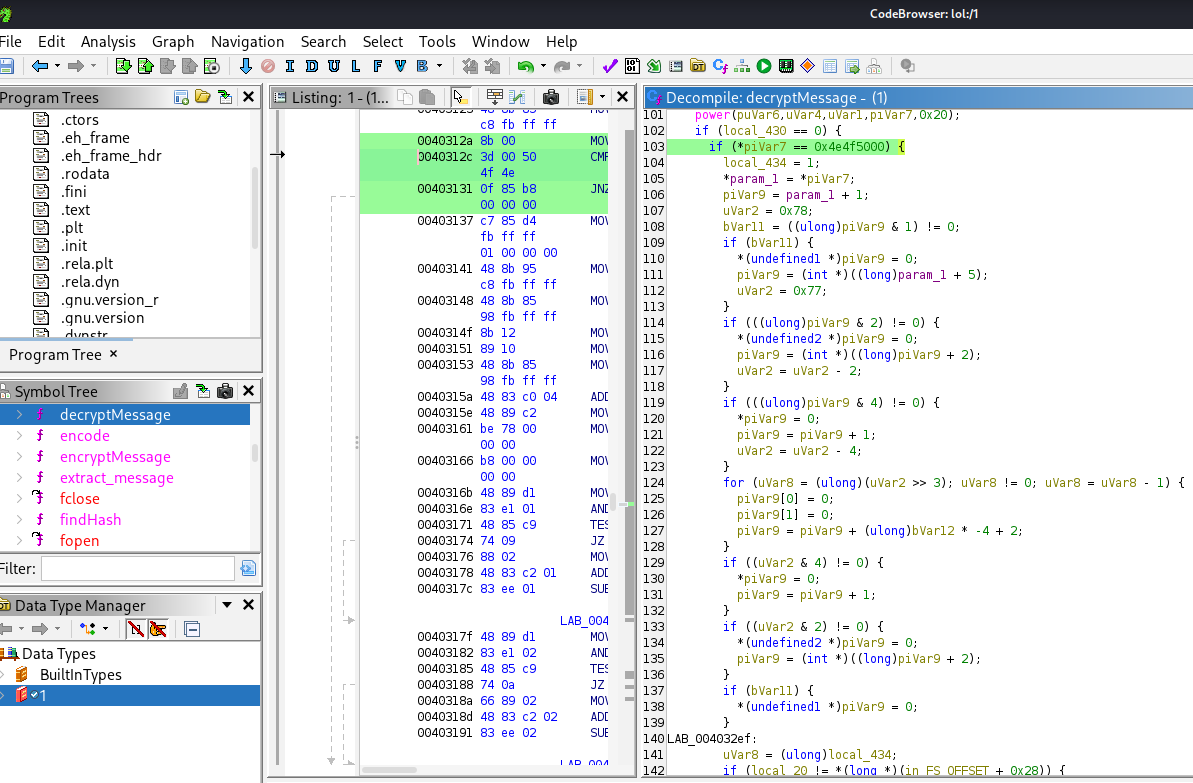 CodeBrowser: lol:/1
File Edit Analysis Graph Navigation Search Select Tools Window Help
I D U L F V B
Program Trees
.ctors
.eh_frame
.eh_frame_hdr
.rodata
.fini
.text
.plt
.init
.rela.plt
.rela.dyn
.gnu.version_r
.gnu.version
.dynstr
Program Tree ×
Symbol Tree
f decryptMessage
f encode
f encryptMessage
f extract_message
f fclose
f findHash
f fopen
Filter:
Data Type Manager
Data Types
BuiltInTypes
1
Listing: 1 - (1...
c8 fb ff ff
0040312a 8b 00 MOV
0040312c 3d 00 50 CMP
4f 4e
00403131 0f 85 b8 JNZ
00 00 00
00403137 c7 85 d4 MOV
fb ff ff
01 00 00 00
00403141 48 8b 95 MOV
c8 fb ff ff
00403148 48 8b 85 MOV
98 fb ff ff
0040314f 8b 12 MOV
00403151 89 10 MOV
00403153 48 8b 85 MOV
98 fb ff ff
0040315a 48 83 c0 04 ADD
0040315e 48 89 c2 MOV
00403161 be 78 00 MOV
00 00
00403166 b8 00 00 MOV
00 00
0040316b 48 89 d1 MOV
0040316e 83 e1 01 AND
00403171 48 85 c9 TES
00403174 74 09 JZ
00403176 88 02 MOV
00403178 48 83 c2 01 ADD
0040317c 83 ee 01 SUB
LAB_004
0040317f 48 89 d1 MOV
00403182 83 e1 02 AND
00403185 48 85 c9 TES
00403188 74 0a JZ
0040318a 66 89 02 MOV
0040318d 48 83 c2 02 ADD
00403191 83 ee 02 SUB
LAB_004
Decompile: decryptMessage - (1)
101 power(puVar6,uVar4,uVar1,piVar7,0x20);
102 if (local_430 == 0) {
103 if (*piVar7 == 0x4e4f5000) {
104 local_434 = 1;
105 *param_1 = *piVar7;
106 piVar9 = param_1 + 1;
107 uVar2 = 0x78;
108 bVar11 = ((ulong)piVar9 & 1) != 0;
109 if (bVar11) {
110 *(undefined1 *)piVar9 = 0;
111 piVar9 = (int *)((long)param_1 + 5);
112 uVar2 = 0x77;
113 }
114 if (((ulong)piVar9 & 2) != 0) {
115 *(undefined2 *)piVar9 = 0;
116 piVar9 = (int *)((long)piVar9 + 2);
117 uVar2 = uVar2 - 2;
118 }
119 if (((ulong)piVar9 & 4) != 0) {
120 *piVar9 = 0;
121 piVar9 = piVar9 + 1;
122 uVar2 = uVar2 - 4;
123 }
124 for (uVar8 = (ulong)(uVar2 >> 3); uVar8 != 0; uVar8 = uVar8 - 1) {
125 piVar9[0] = 0;
126 piVar9[1] = 0;
127 piVar9 = piVar9 + (ulong)bVar12 * -4 + 2;
128 }
129 if ((uVar2 & 4) != 0) {
130 *piVar9 = 0;
131 piVar9 = piVar9 + 1;
132 }
133 if ((uVar2 & 2) != 0) {
134 *(undefined2 *)piVar9 = 0;
135 piVar9 = (int *)((long)piVar9 + 2);
136 }
137 if (bVar11) {
138 *(undefined1 *)piVar9 = 0;
139 }
140 LAB_004032ef:
141 uVar8 = (ulong)local_434;
142 if (local_20 != *(long *)(in_FS_OFFSET + 0x28)) {